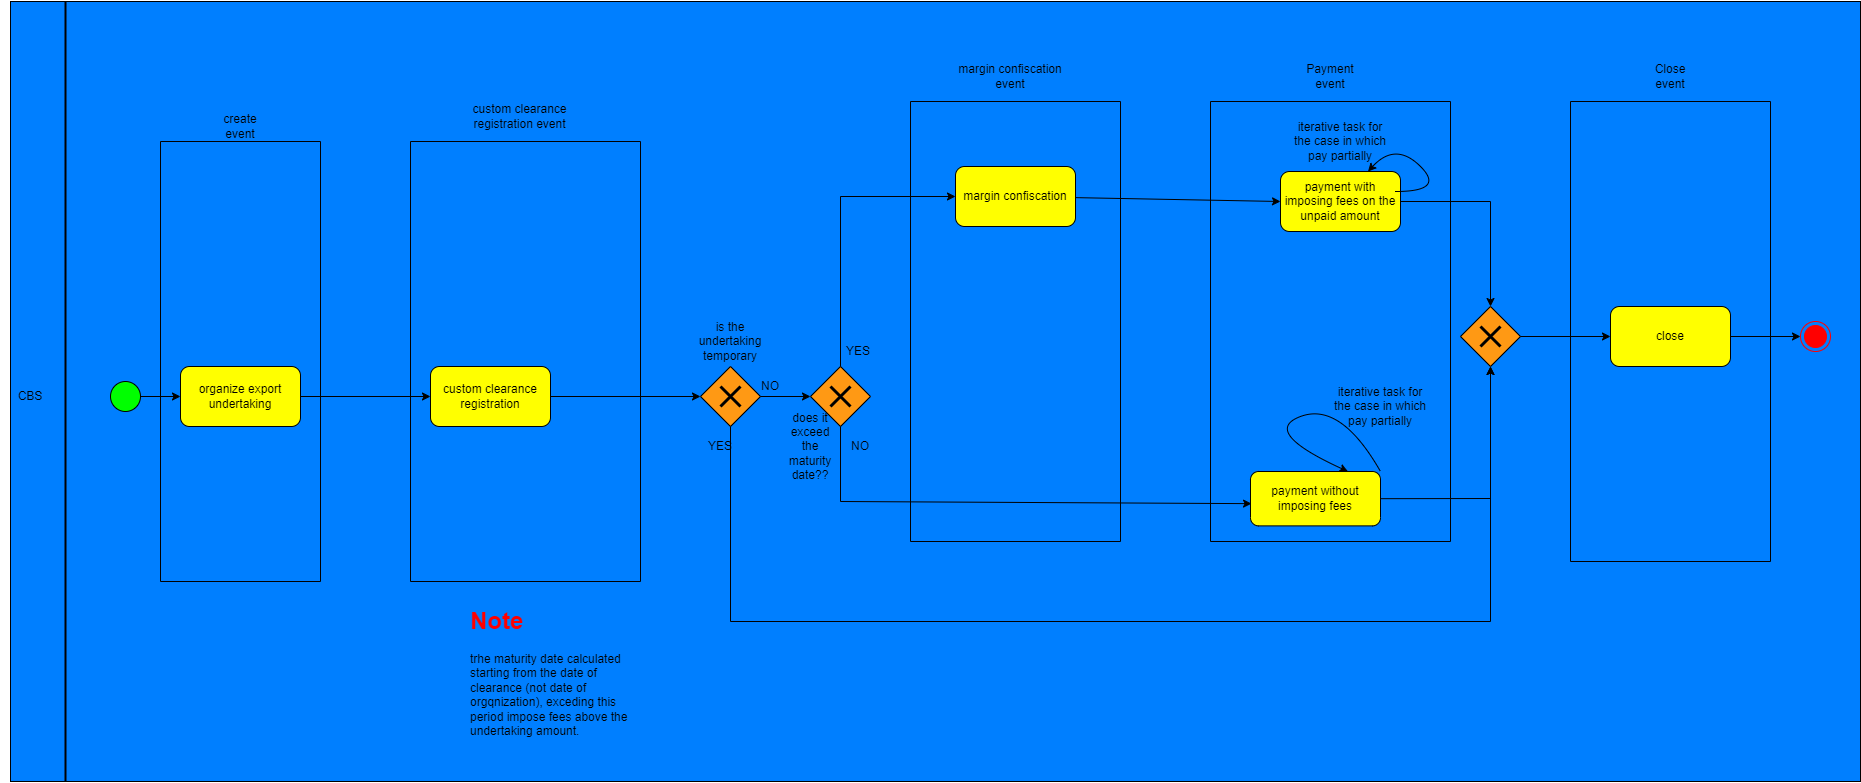 CBS
create
event
organize export
undertaking
custom clearance
registration event
custom clearance
registration
Note
trhe maturity date calculated
starting from the date of
clearance (not date of
orgqnization), exceding this
period impose fees above the
undertaking amount.
is the
undertaking
temporary
NO
YES
does it
exceed
the
maturity
date??
YES
NO
margin confiscation
event
margin confiscation
Payment
event
iterative task for
the case in which
pay partially
payment with
imposing fees on the
unpaid amount
iterative task for
the case in which
pay partially
payment without
imposing fees
Close
event
close